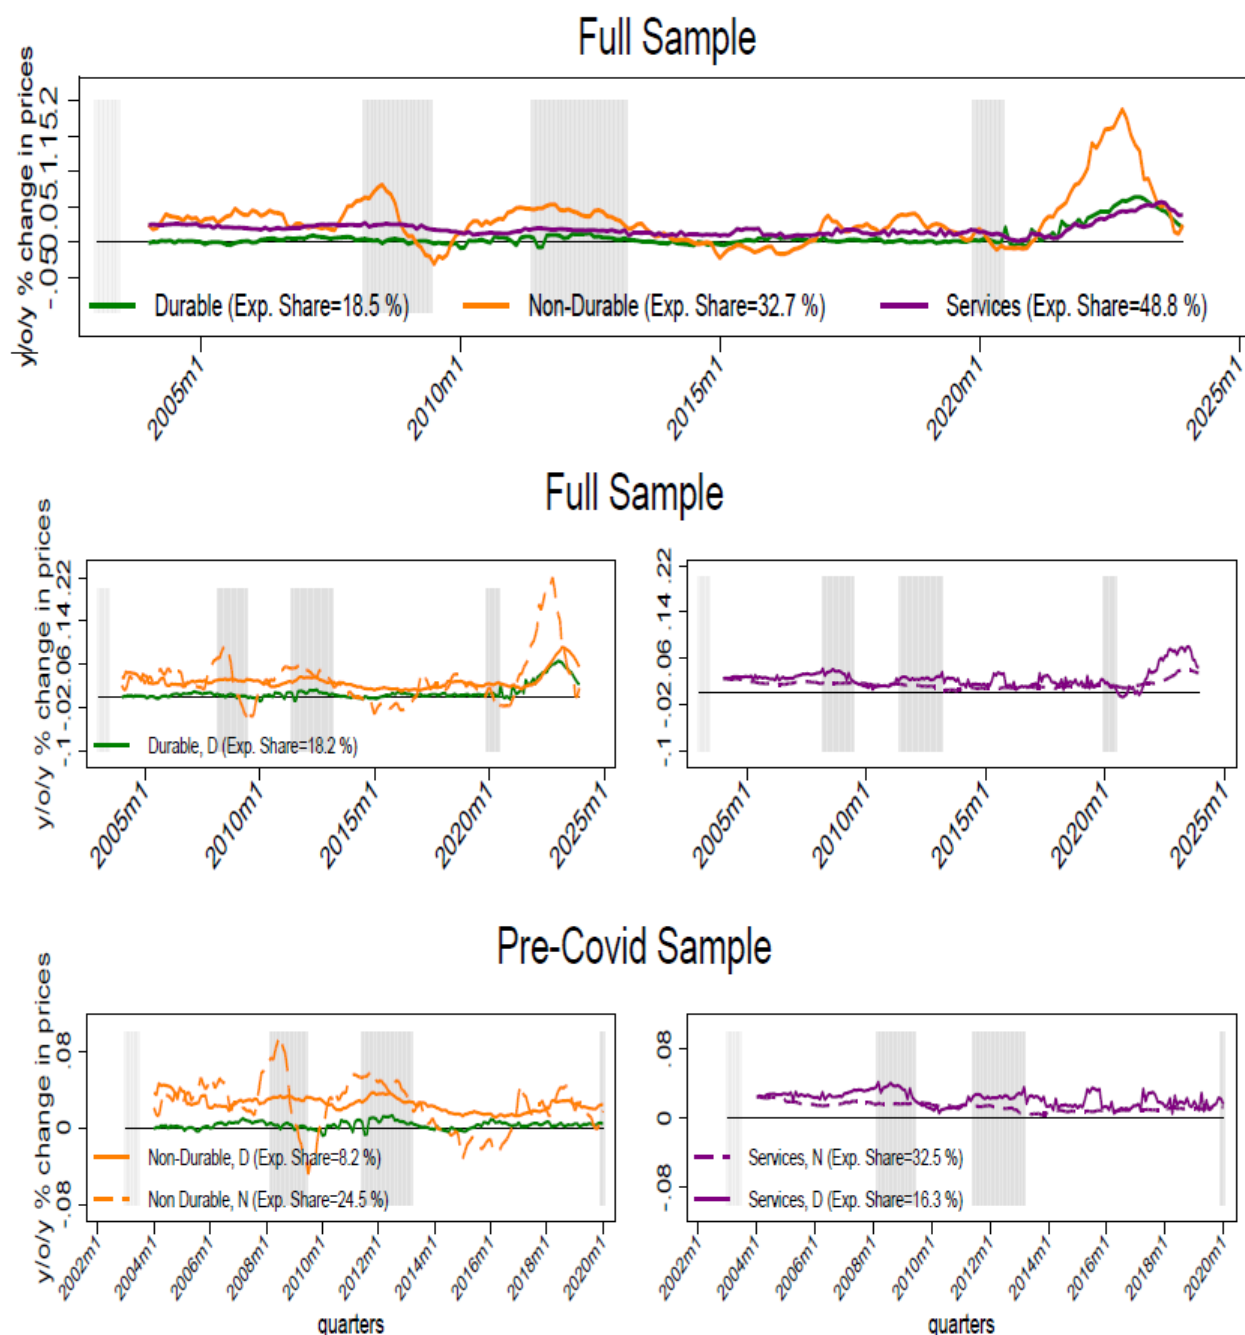 Full Sample
y/o/y % change in prices
-.05 0 .05 .1 .15 .2
Durable (Exp. Share=18.5 %) Non-Durable (Exp. Share=32.7 %) Services (Exp. Share=48.8 %)
2005m1 2010m1 2015m1 2020m1 2025m1
Full Sample
y/o/y % change in prices
-.1 -.02 .06 .14 .22
Durable, D (Exp. Share=18.2 %)
2005m1 2010m1 2015m1 2020m1 2025m1
-.1 -.02 .06 .14 .22
2005m1 2010m1 2015m1 2020m1 2025m1
Pre-Covid Sample
y/o/y % change in prices
-.08 0 .08
Non-Durable, D (Exp. Share=8.2 %)
Non Durable, N (Exp. Share=24.5 %)
2002m1 2004m1 2006m1 2008m1 2010m1 2012m1 2014m1 2016m1 2018m1 2020m1
quarters
-.08 0 .08
Services, N (Exp. Share=32.5 %)
Services, D (Exp. Share=16.3 %)
2002m1 2004m1 2006m1 2008m1 2010m1 2012m1 2014m1 2016m1 2018m1 2020m1
quarters